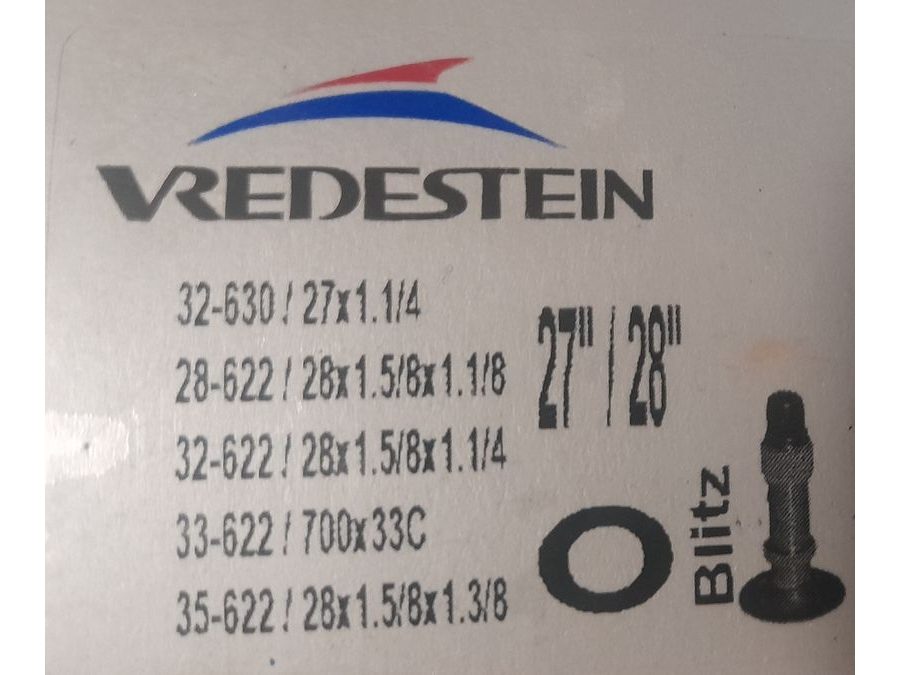 VREDESTEIN
32-630 / 27x1.1/4
28-622 / 28x1.5/8x1.1/8
32-622 / 28x1.5/8x1.1/4
33-622 / 700x33C
35-622 / 28x1.5/8x1.3/8
27" / 28"
Blitz